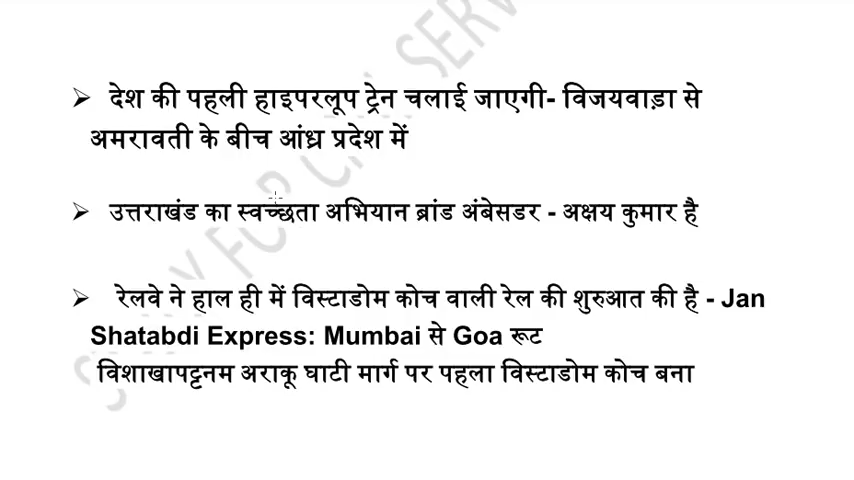 ➢ देश की पहली हाइपरलूप ट्रेन चलाई जाएगी- विजयवाड़ा से
अमरावती के बीच आंध्र प्रदेश में
➢ उत्तराखंड का स्वच्छता अभियान ब्रांड अंबेसडर - अक्षय कुमार है
➢ रेलवे ने हाल ही में विस्टाडोम कोच वाली रेल की शुरुआत की है - Jan
Shatabdi Express: Mumbai से Goa रूट
विशाखापट्टनम अराकू घाटी मार्ग पर पहला विस्टाडोम कोच बना